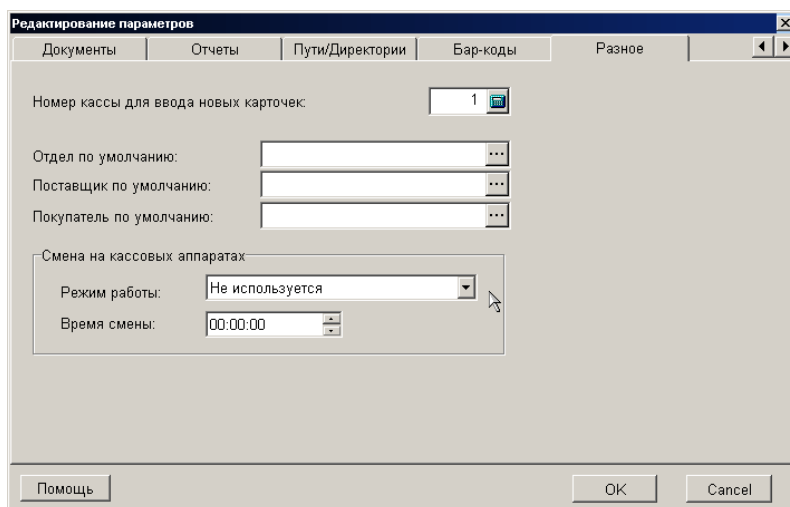 Редактирование параметров
Документы Отчеты Пути/Директории Бар-коды Разное
Номер кассы для ввода новых карточек: 1
Отдел по умолчанию: ...
Поставщик по умолчанию: ...
Покупатель по умолчанию: ...
Смена на кассовых аппаратах
Режим работы: Не используется
Время смены: 00:00:00
Помощь OK Cancel